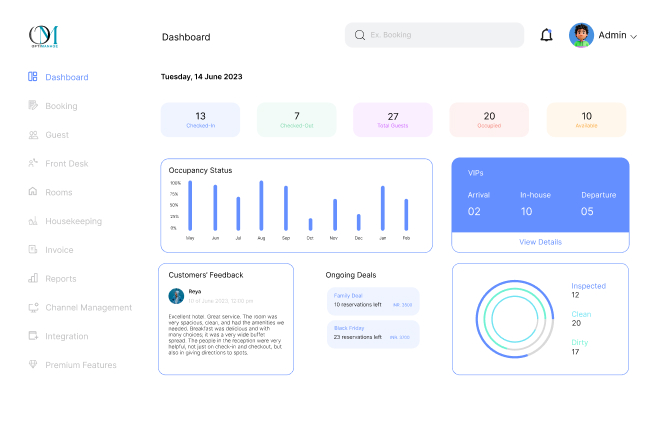 OM
OPTIMANAGE
Dashboard
Ex. Booking
Admin
Dashboard
Booking
Guest
Front Desk
Rooms
Housekeeping
Invoice
Reports
Channel Management
Integration
Premium Features
Tuesday, 14 June 2023
13
Checked-In
7
Checked-Out
27
Total Guests
20
Occupied
10
Available
Occupancy Status
100%
75%
50%
25%
0%
May
Jun
Jul
Aug
Sep
Oct
Nov
Dec
Jan
Feb
VIPs
Arrival
In-house
Departure
02
10
05
View Details
Customers' Feedback
Reya
10 of June 2023, 12:00 pm
Excellent hotel. Grear service. The room was
very spacious, clean, and had the amenities we
needed. Breakfast was delicious and with
many choices; it was a very wide buffet
spread. The people in the reception were very
helpful, not just on check-in and checkout, but
also in giving directions to spots.
Ongoing Deals
Family Deal
10 reservations left
Black Friday
23 reservations left
Inspected
12
Clean
20
Dirty
17